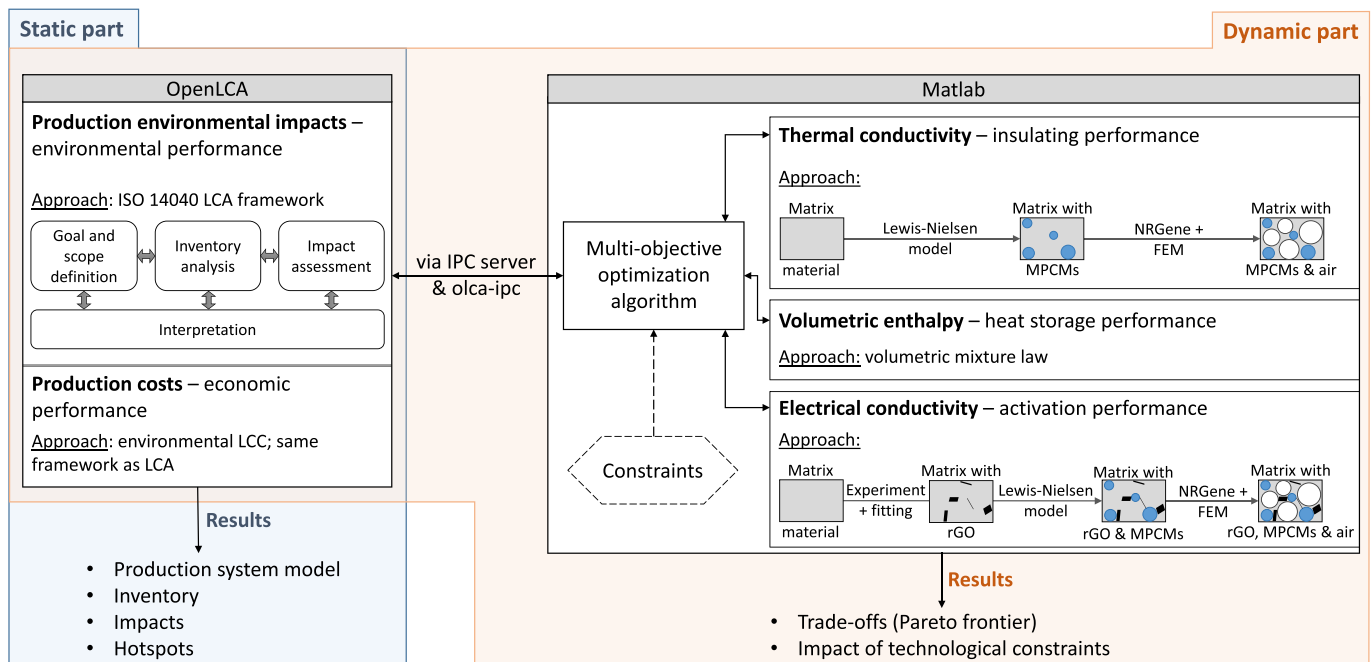 Static part
Dynamic part
OpenLCA
Production environmental impacts –
environmental performance
Approach: ISO 14040 LCA framework
Goal and
scope
definition
Inventory
analysis
Impact
assessment
Interpretation
Production costs – economic
performance
Approach: environmental LCC; same
framework as LCA
Results
• Production system model
• Inventory
• Impacts
• Hotspots
via IPC server
& olca-ipc
Matlab
Multi-objective
optimization
algorithm
Constraints
Thermal conductivity – insulating performance
Approach:
Matrix
material
Lewis-Nielsen
model
Matrix with
MPCMs
NRGene +
FEM
Matrix with
MPCMs & air
Volumetric enthalpy – heat storage performance
Approach: volumetric mixture law
Electrical conductivity – activation performance
Approach:
Matrix
material
Experiment
+ fitting
Matrix with
rGO
Lewis-Nielsen
model
Matrix with
rGO & MPCMs
NRGene +
FEM
Matrix with
rGO, MPCMs & air
Results
• Trade-offs (Pareto frontier)
• Impact of technological constraints